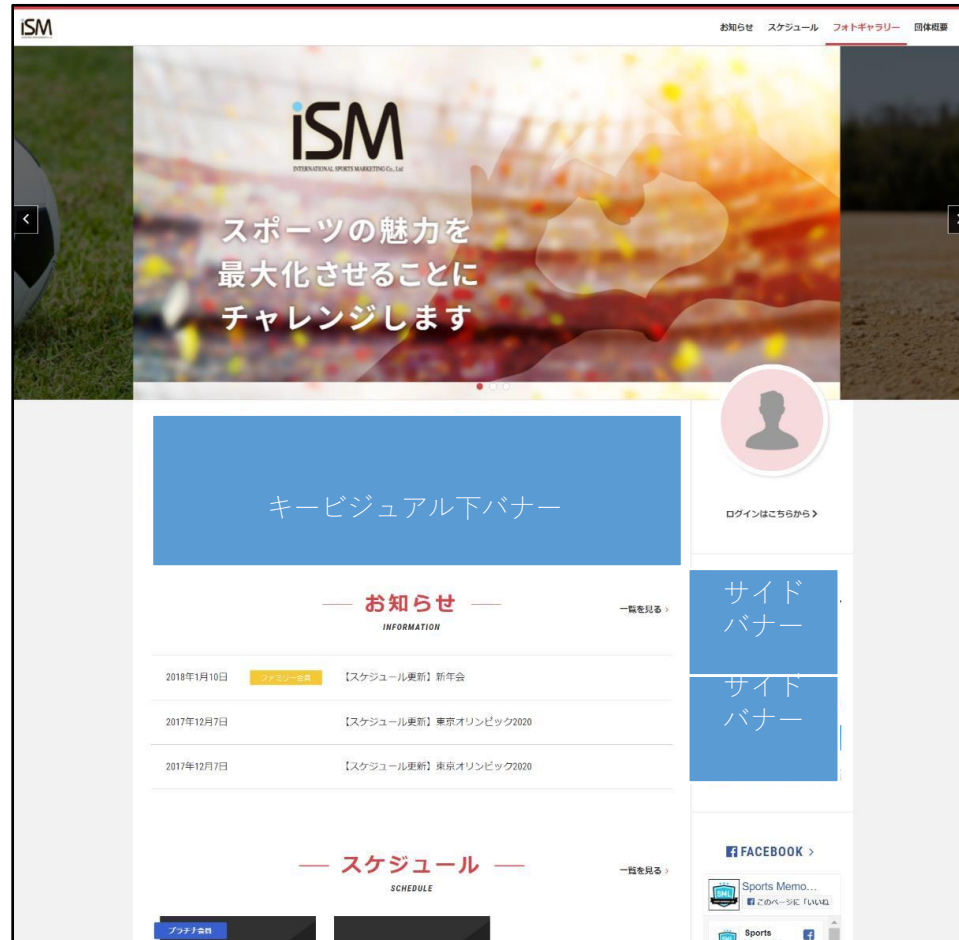 iSM
お知らせ スケジュール フォトギャラリー 団体概要
iSM
INTERNATIONAL SPORTS MARKETING Co., Ltd
スポーツの魅力を
最大化させることに
チャレンジします
キービジュアル下バナー
ログインはこちらから
お知らせ
INFORMATION
一覧を見る
2018年1月10日 ファミリー会員 【スケジュール更新】新年会
2017年12月7日 【スケジュール更新】東京オリンピック2020
2017年12月7日 【スケジュール更新】東京オリンピック2020
サイド
バナー
サイド
バナー
スケジュール
SCHEDULE
一覧を見る
プラチナ会員
FACEBOOK
Sports Memo...
このページに「いいね
Sports